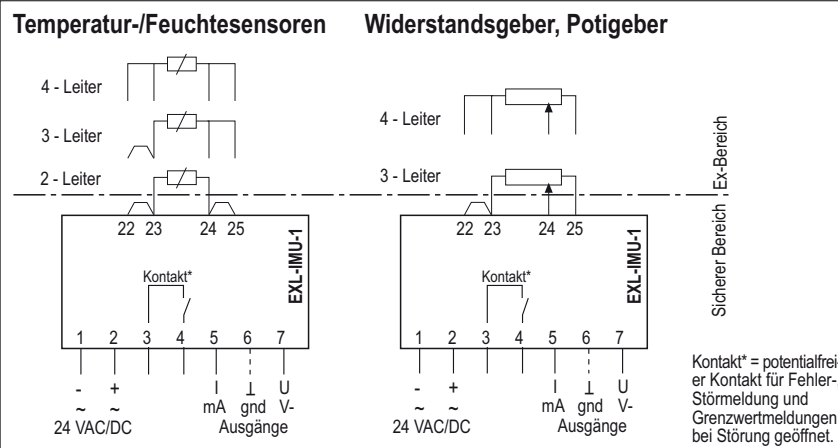 Temperatur-/Feuchtesensoren
4 - Leiter
3 - Leiter
2 - Leiter
22 23 24 25
EXL-IMU-1
Kontakt*
1 2 3 4 5 6 7
- + I ⊥ U
~ ~ mA gnd V-
24 VAC/DC Ausgänge
Widerstandsgeber, Potigeber
4 - Leiter
3 - Leiter
22 23 24 25
EXL-IMU-1
Kontakt*
1 2 3 4 5 6 7
- + I ⊥ U
~ ~ mA gnd V-
24 VAC/DC Ausgänge
Ex-Bereich
Sicherer Bereich
Kontakt* = potentialfrei-
er Kontakt für Fehler-
Störmeldung und
Grenzwertmeldungen
bei Störung geöffnet.